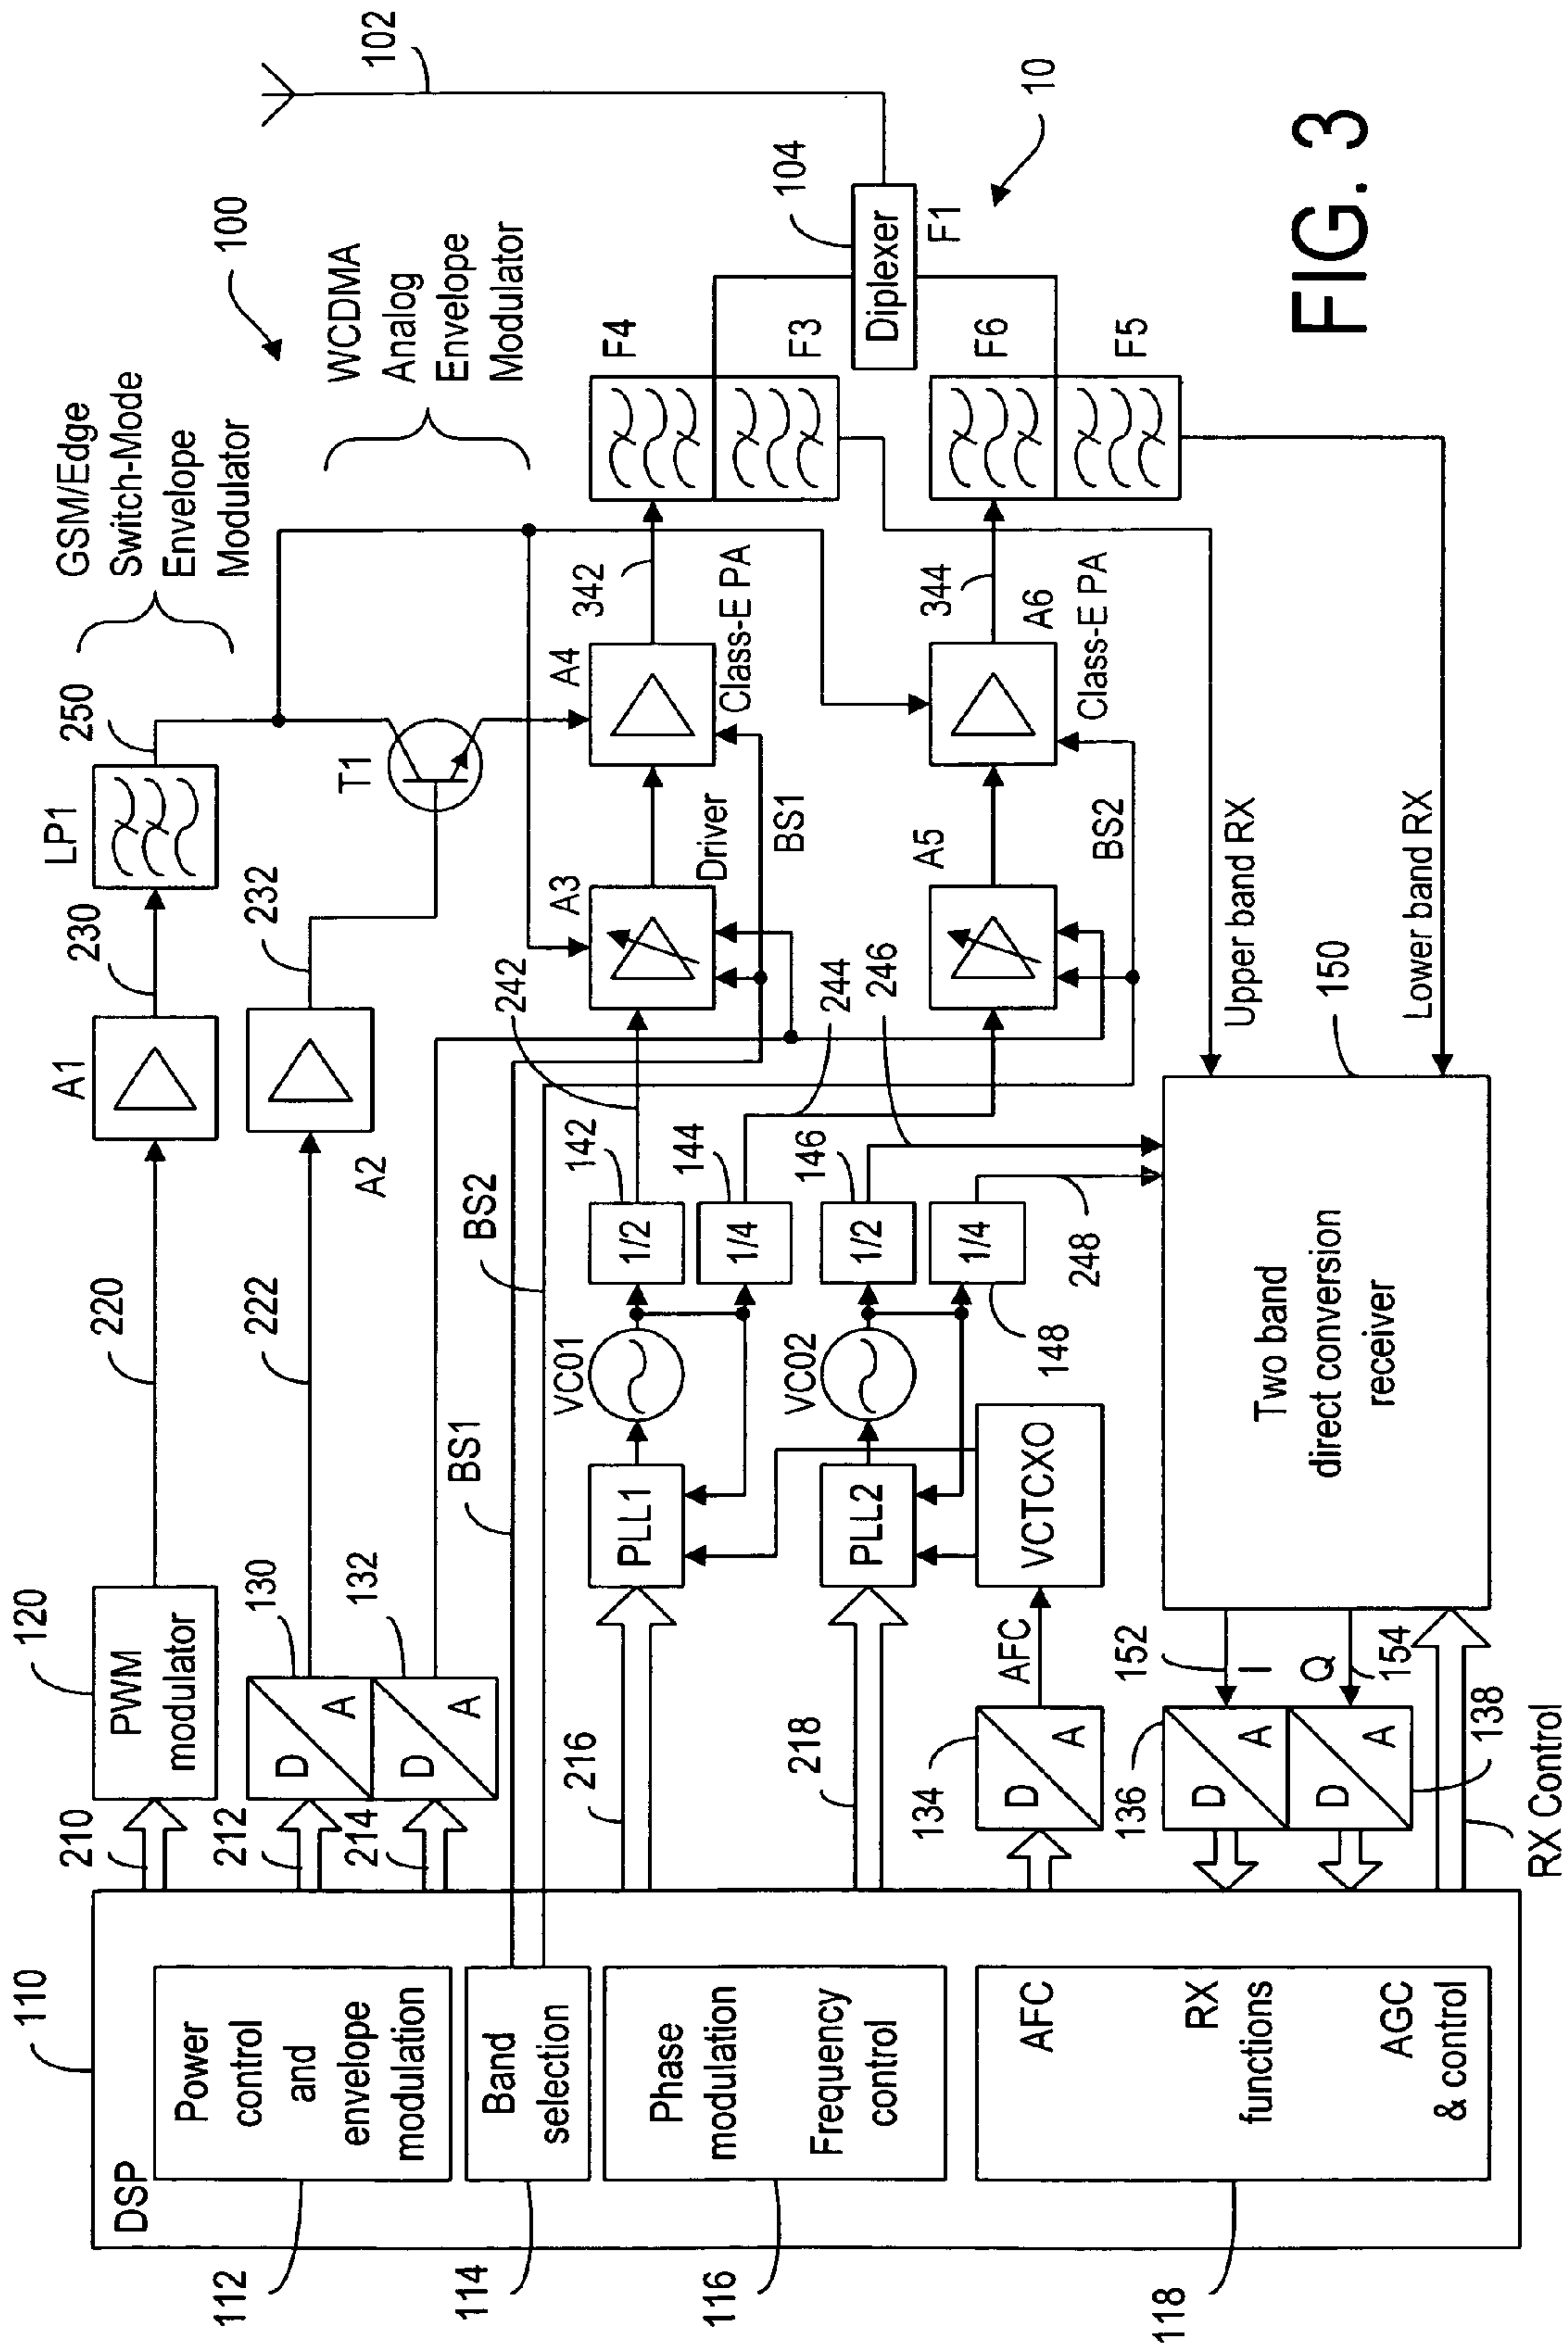 GSM/Edge
Switch-Mode
Envelope
Modulator
100
WCDMA
Analog
Envelope
Modulator
102
110
DSP
112
Power
control
and
envelope
modulation
114
Band
selection
116
Phase
modulation
Frequency
control
118
AFC
RX
functions
AGC
& control
210
120
PWM
modulator
220
A1
230
LP1
250
212
130
D
A
222
A2
232
T1
214
132
D
A
BS1
BS2
216
PLL1
VC01
142
1/2
242
A3
Driver
A4
Class-E PA
342
F4
F3
BS1
144
1/4
244
218
PLL2
VC02
146
1/2
246
A5
A6
Class-E PA
344
F6
F5
BS2
148
1/4
248
104
Diplexer
F1
10
134
D
A
AFC
VCTCXO
136
D
A
152
I
Q
154
D
A
138
RX Control
Two band
direct conversion
receiver
150
Upper band RX
Lower band RX
FIG. 3